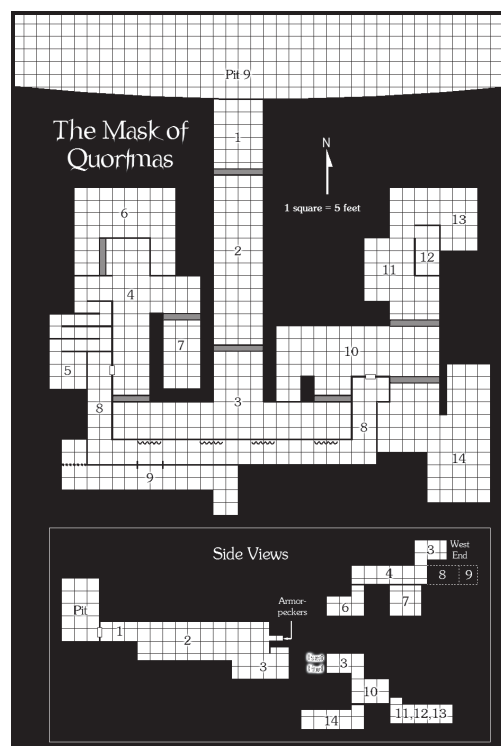 Pit 9
The Mask of
Quortmas
1
N
1 square = 5 feet
6
13
2
12
11
4
10
7
5
3
8
8
14
9
Side Views
3
West
End
4
8
9
Pit
Armor-
peckers
6
7
1
2
3
3
10
14
11,12,13